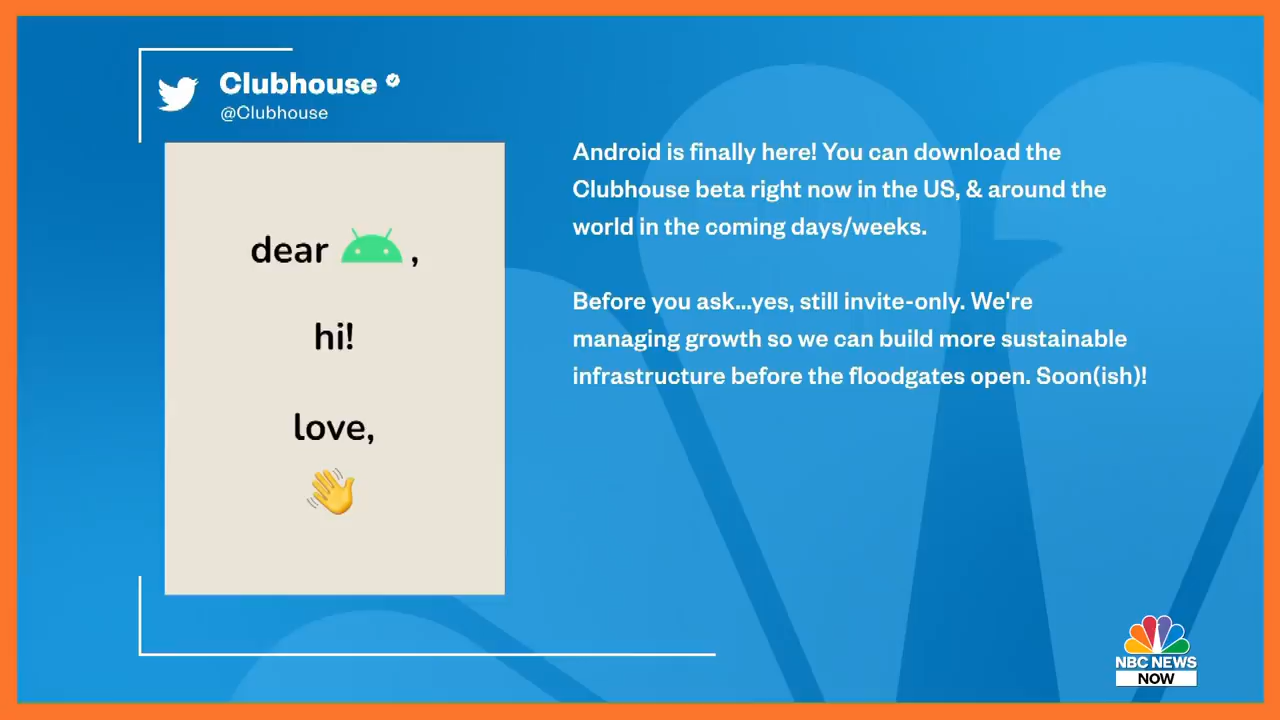 Clubhouse
@Clubhouse
dear ,
hi!
love,
Android is finally here! You can download the
Clubhouse beta right now in the US, & around the
world in the coming days/weeks.
Before you ask...yes, still invite-only. We're
managing growth so we can build more sustainable
infrastructure before the floodgates open. Soon(ish)!
NBC NEWS
NOW